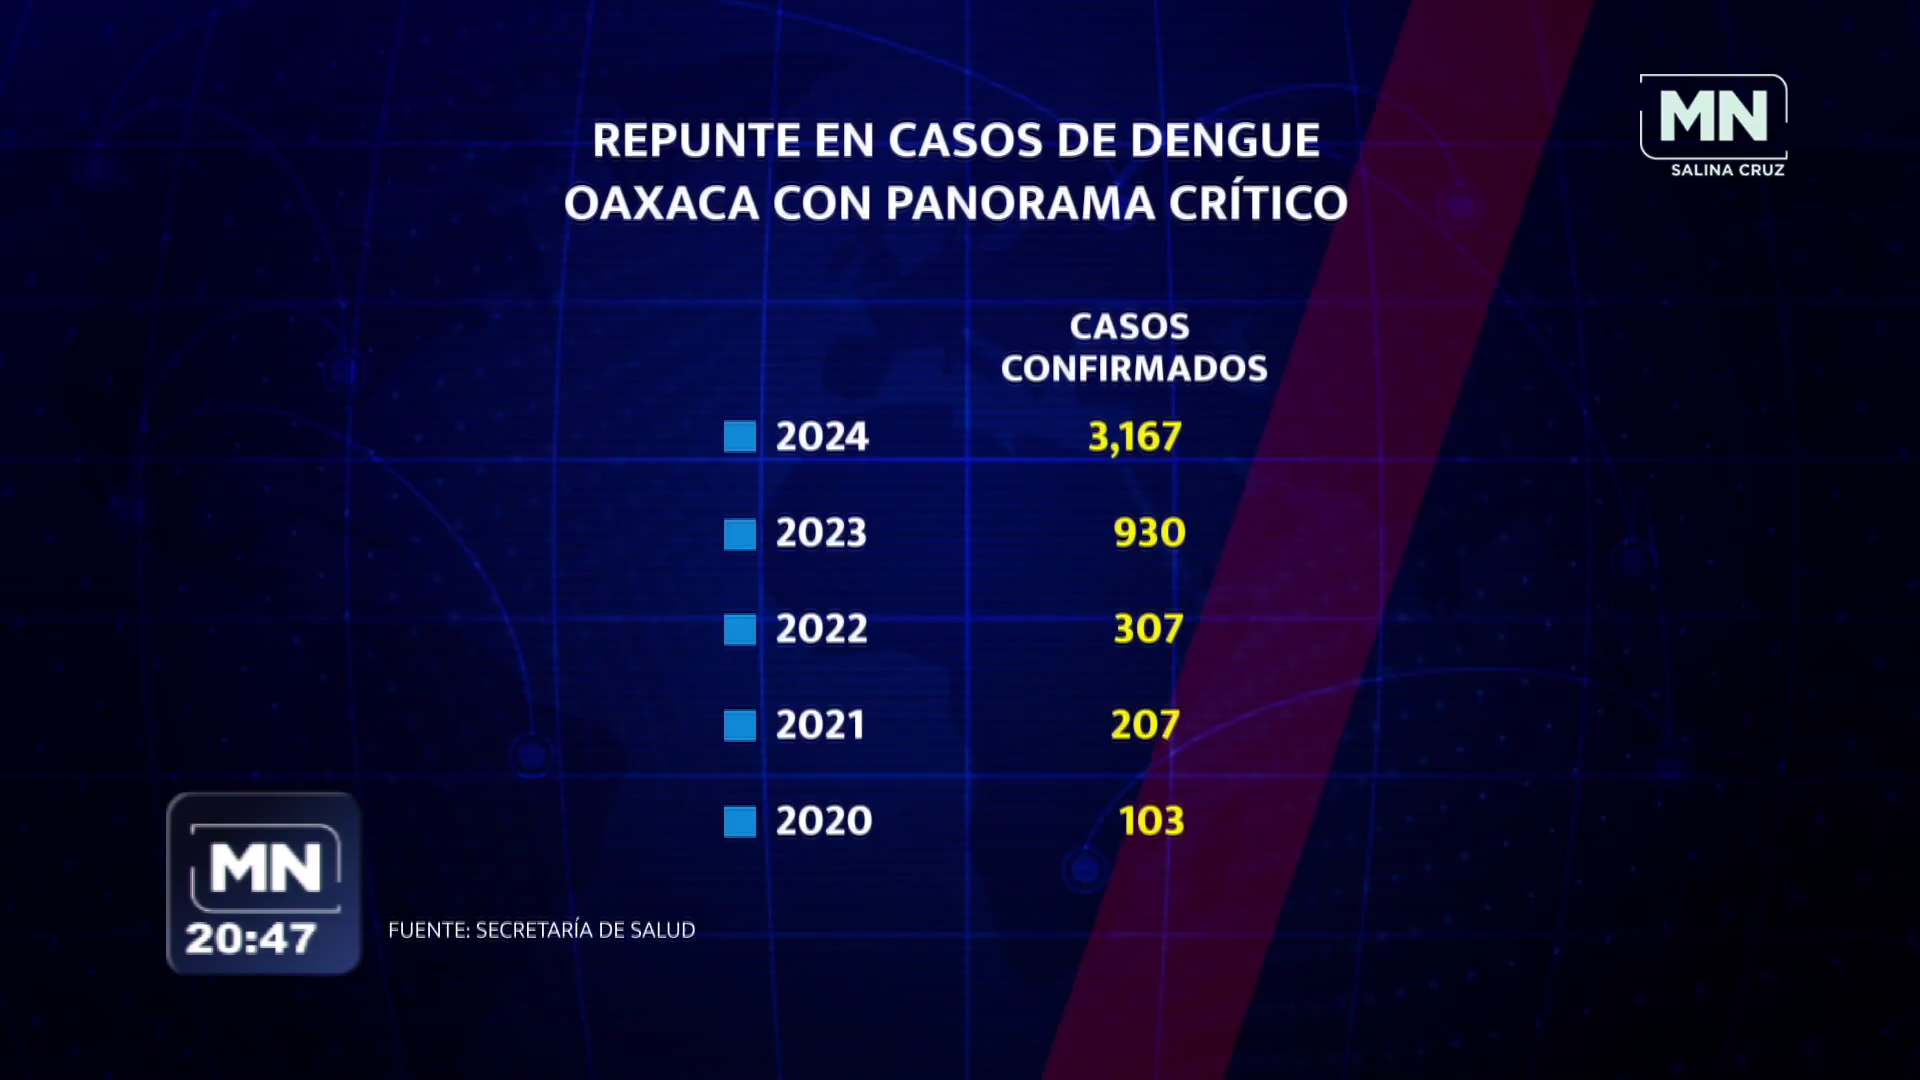 REPUNTE EN CASOS DE DENGUE
OAXACA CON PANORAMA CRÍTICO
MN
SALINA CRUZ
CASOS
CONFIRMADOS
2024 3,167
2023 930
2022 307
2021 207
2020 103
MN
20:47
FUENTE: SECRETARÍA DE SALUD